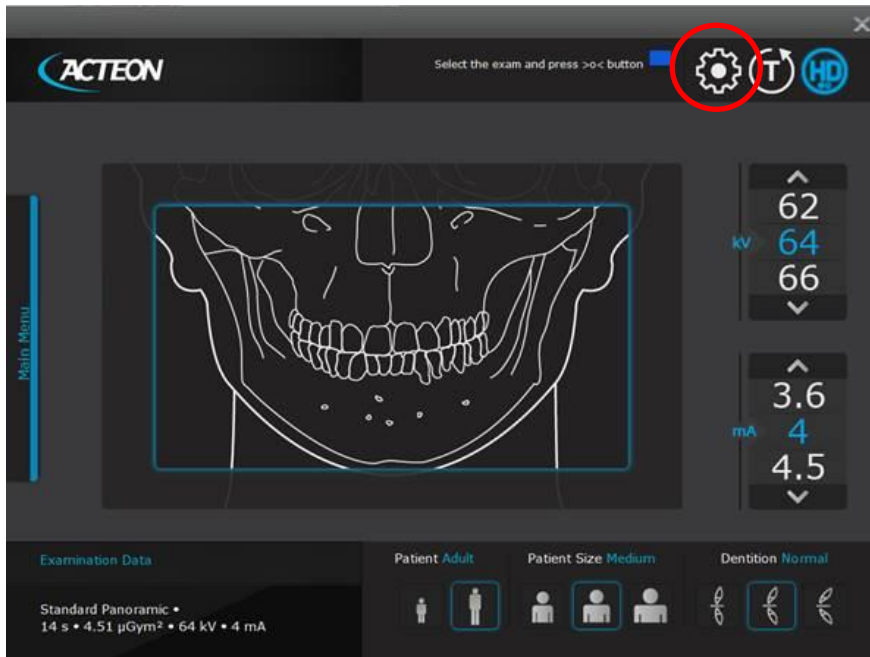 ACTEON
Select the exam and press >o< button
T
HD
Main Menu
62
kV 64
66
3.6
mA 4
4.5
Examination Data
Patient Adult
Patient Size Medium
Dentition Normal
Standard Panoramic •
14 s • 4.51 µGym² • 64 kV • 4 mA